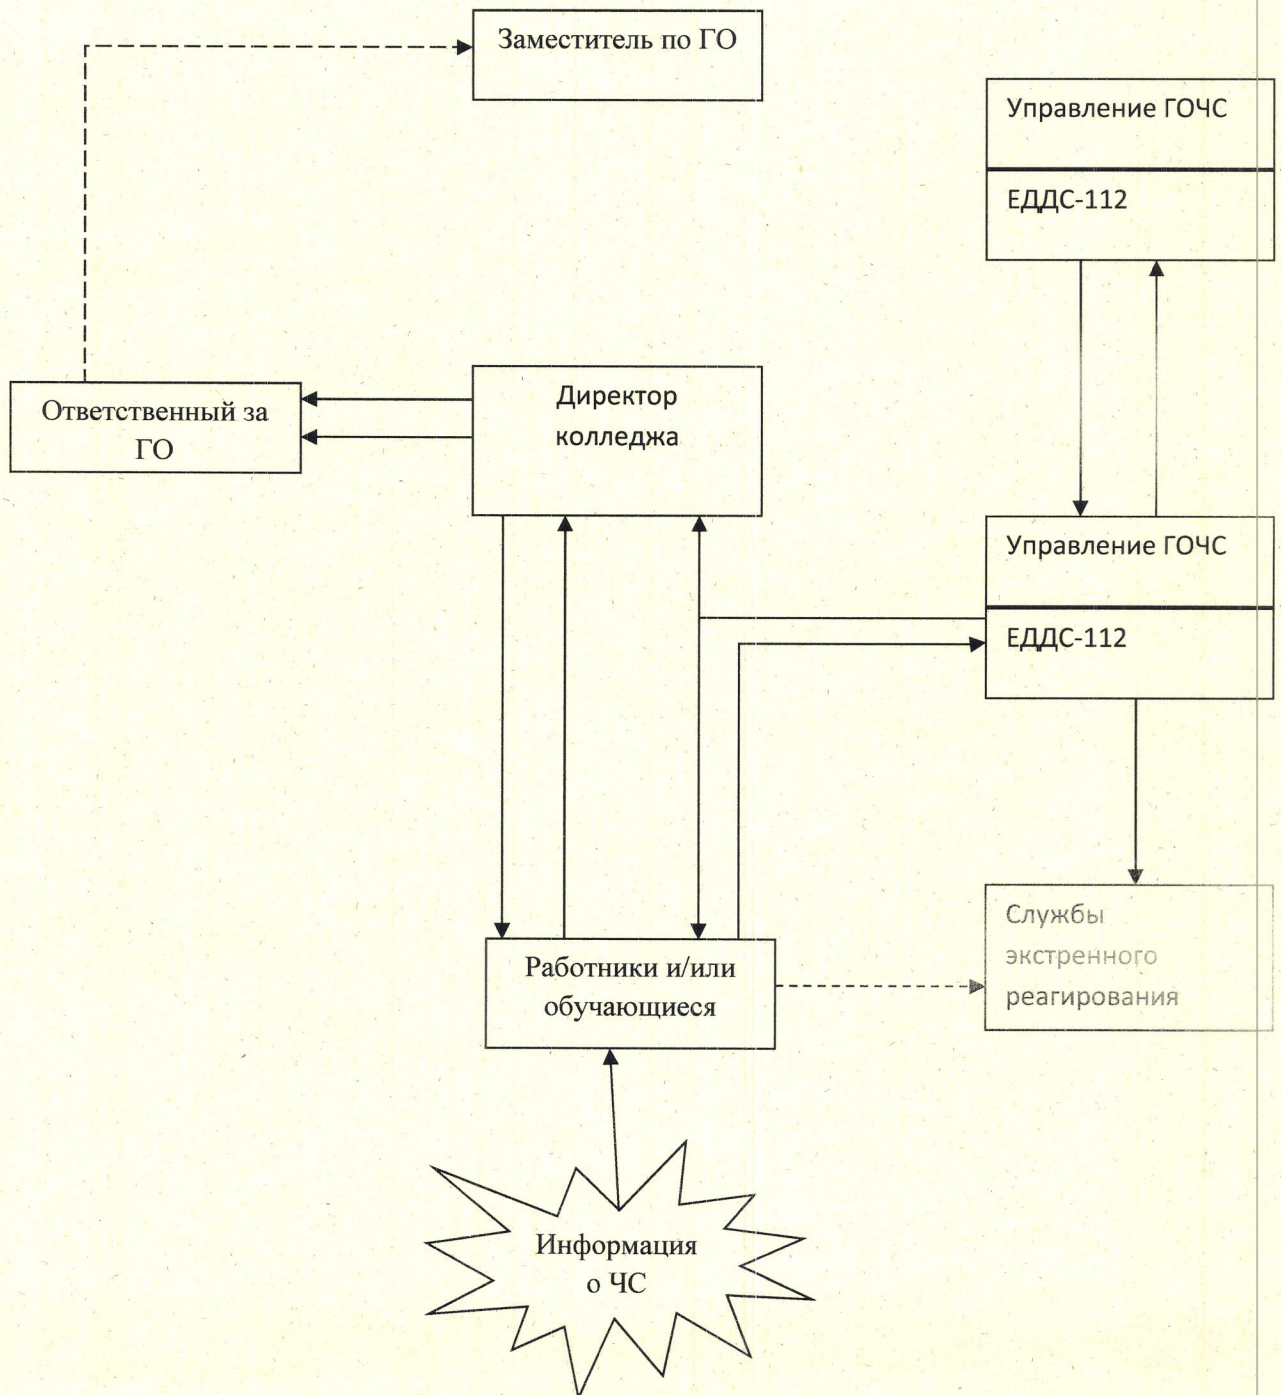 Заместитель по ГО
Управление ГОЧС
ЕДДС-112
Ответственный за
ГО
Директор
колледжа
Управление ГОЧС
ЕДДС-112
Службы
экстренного
реагирования
Работники и/или
обучающиеся
Информация
о ЧС